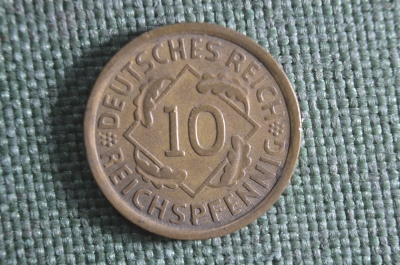 DEUTSCHES REICH
10
REICHSPFENNIG